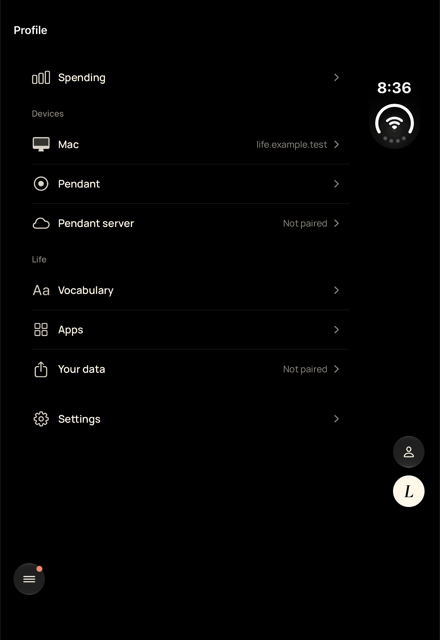 Profile
8:36
Spending
Devices
Mac life.example.test
Pendant
Pendant server Not paired
Life
Aa Vocabulary
Apps
Your data Not paired
Settings
L